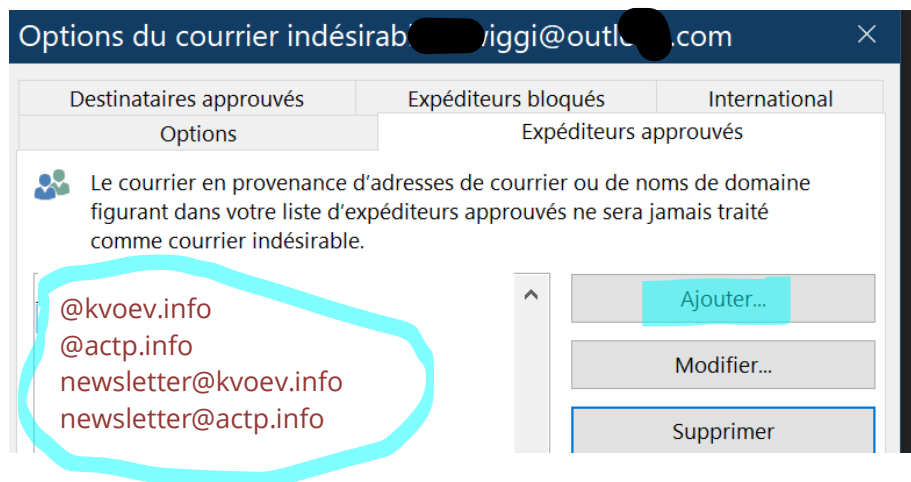 Options du courrier indésirab iggi@outl .com
Destinataires approuvés Expéditeurs bloqués International
Options Expéditeurs approuvés
Le courrier en provenance d'adresses de courrier ou de noms de domaine
figurant dans votre liste d'expéditeurs approuvés ne sera jamais traité
comme courrier indésirable.
@kvoev.info
@actp.info
newsletter@kvoev.info
newsletter@actp.info
Ajouter...
Modifier...
Supprimer